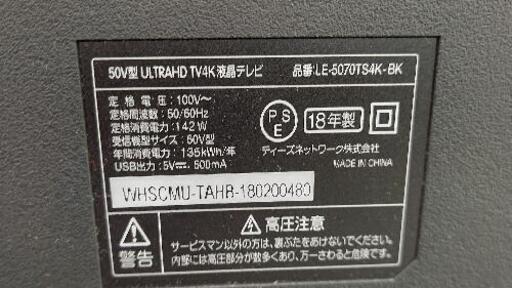 50V型 ULTRAHD TV4K液晶テレビ 品番:LE-5070TS4K-BK
定格電圧:100V〜
定格周波数:50/60Hz
定格消費電力:142W
受信機型サイズ:50V型
年間消費電力:135kWh/年
USB出力:5V 500mA
PSE
18年製
ティーズネットワーク株式会社
MADE IN CHINA
WHSCMU-TAHR-180200480
警告
高圧注意
サービスマン以外の方は、裏ぶたをあけないでください。
内部には高圧部分が数多くあり、万一さわると危険です。